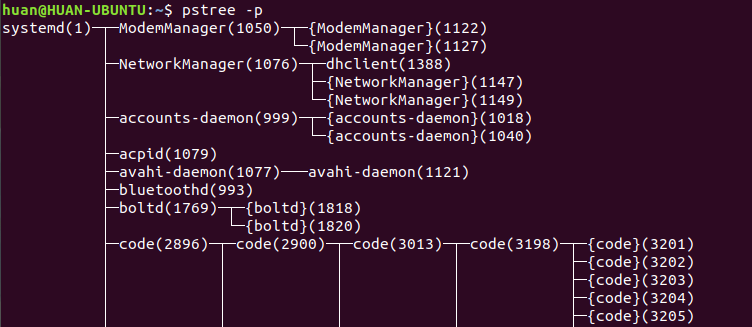 huan@HUAN-UBUNTU:~$ pstree -p
systemd(1)─┬─ModemManager(1050)─┬─{ModemManager}(1122)
           │                    └─{ModemManager}(1127)
           ├─NetworkManager(1076)─┬─dhclient(1388)
           │                      ├─{NetworkManager}(1147)
           │                      └─{NetworkManager}(1149)
           ├─accounts-daemon(999)─┬─{accounts-daemon}(1018)
           │                      └─{accounts-daemon}(1040)
           ├─acpid(1079)
           ├─avahi-daemon(1077)───avahi-daemon(1121)
           ├─bluetoothd(993)
           ├─boltd(1769)─┬─{boltd}(1818)
           │             └─{boltd}(1820)
           ├─code(2896)─┬─code(2900)─┬─code(3013)─┬─code(3198)─┬─{code}(3201)
           │            │            │            │            ├─{code}(3202)
           │            │            │            │            ├─{code}(3203)
           │            │            │            │            ├─{code}(3204)
           │            │            │            │            ├─{code}(3205)